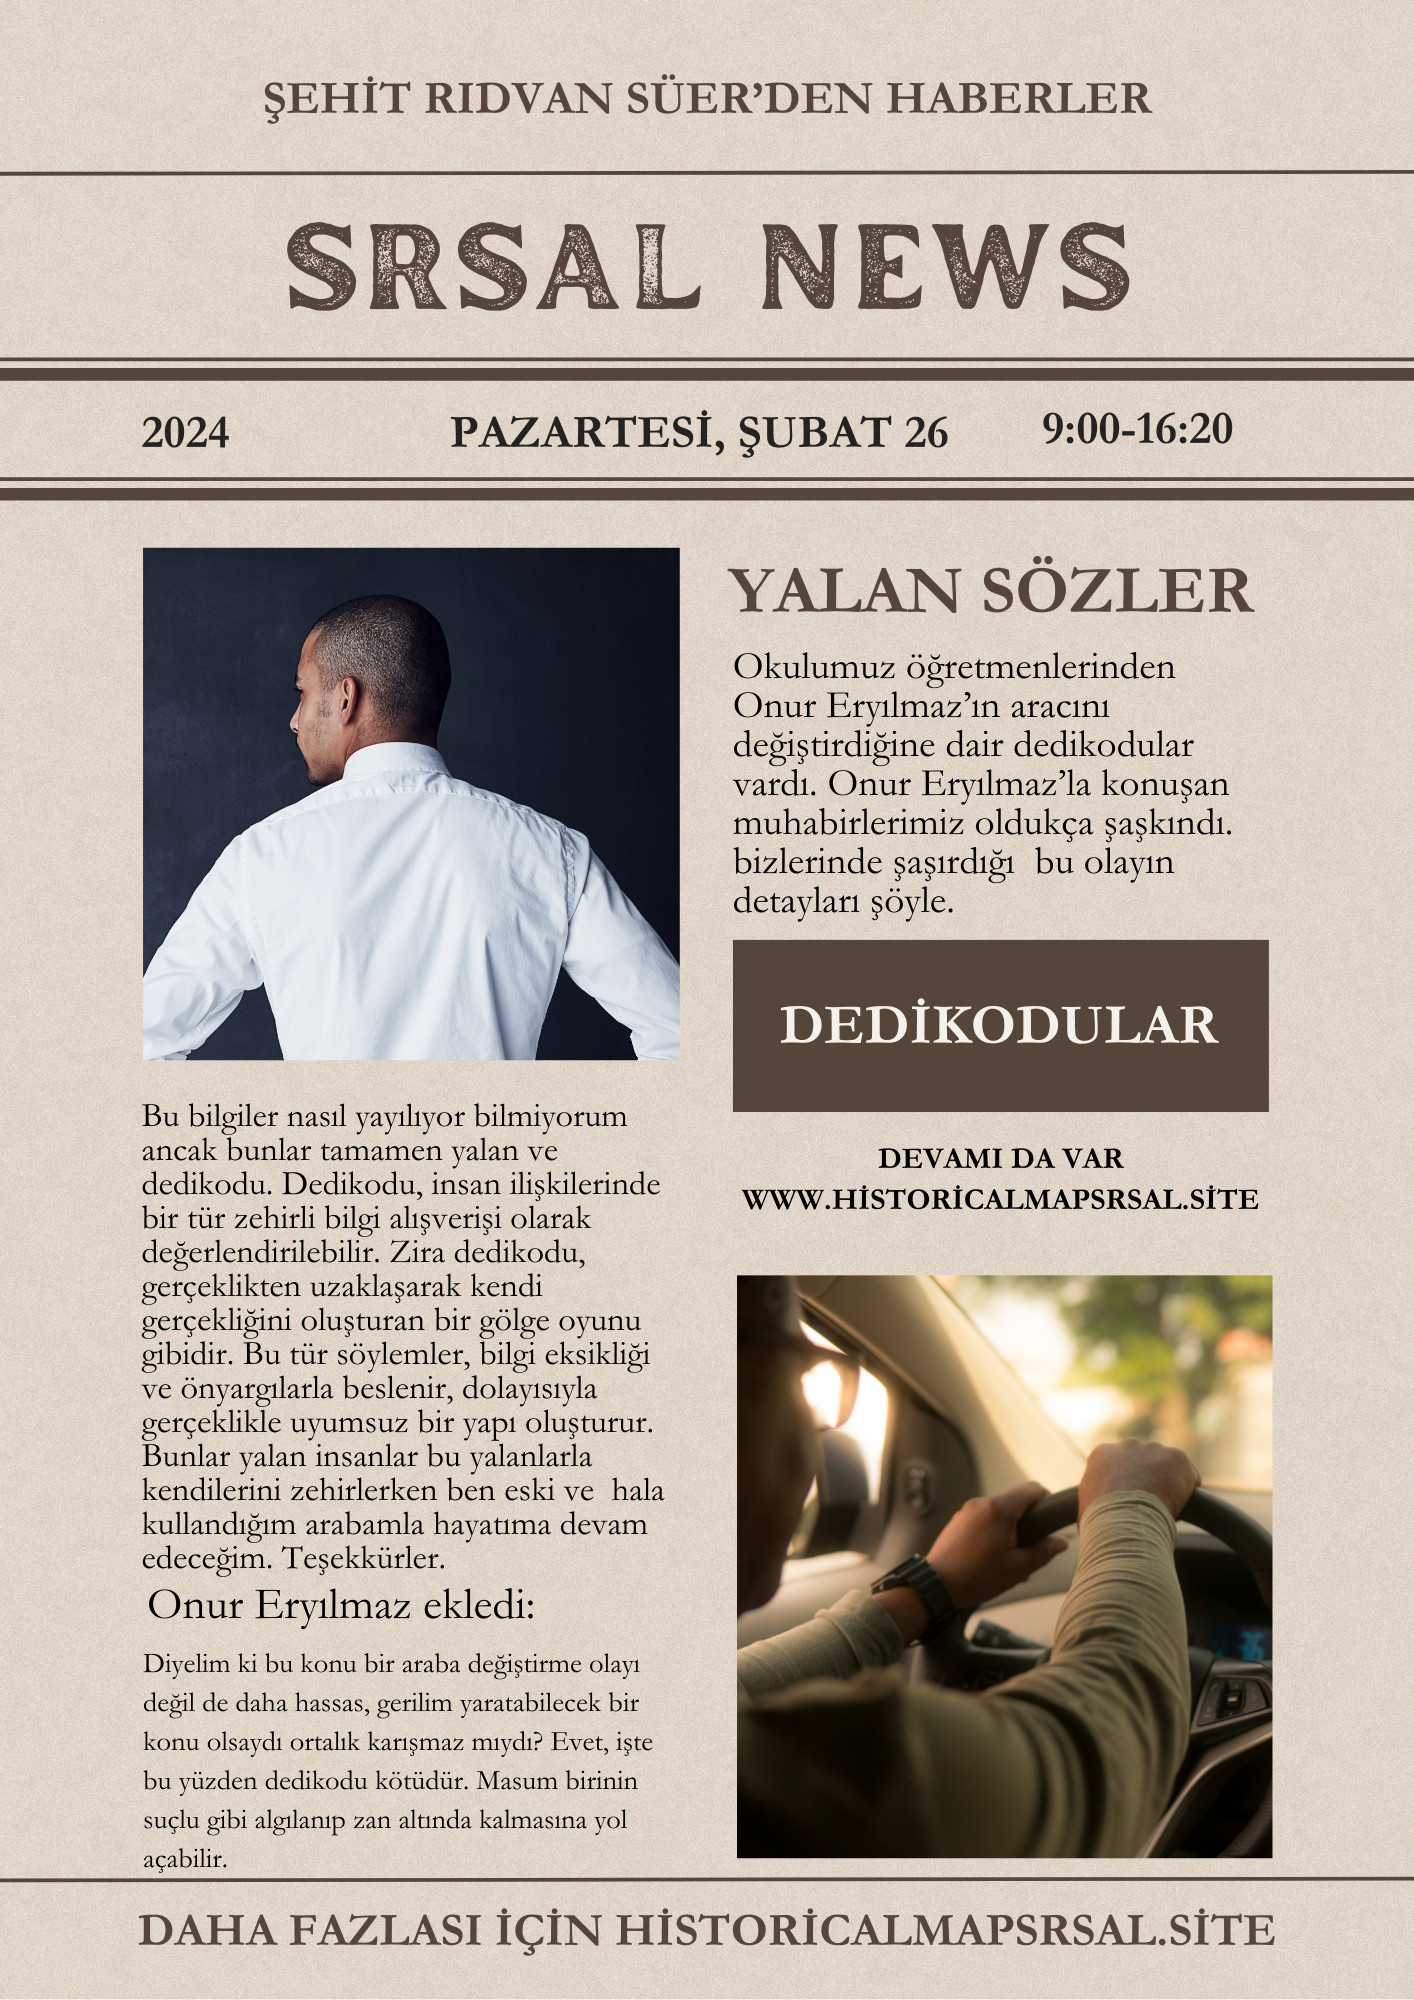 ŞEHİT RIDVAN SÜER’DEN HABERLER
SRSAL NEWS
2024 PAZARTESİ, ŞUBAT 26 9:00-16:20
YALAN SÖZLER
Okulumuz öğretmenlerinden
Onur Eryılmaz’ın aracını
değiştirdiğine dair dedikodular
vardı. Onur Eryılmaz’la konuşan
muhabirlerimiz oldukça şaşkındı.
bizlerinde şaşırdığı bu olayın
detayları şöyle.
DEDİKODULAR
DEVAMI DA VAR
WWW.HİSTORİCALMAPSRSAL.SİTE
Bu bilgiler nasıl yayılıyor bilmiyorum
ancak bunlar tamamen yalan ve
dedikodu. Dedikodu, insan ilişkilerinde
bir tür zehirli bilgi alışverişi olarak
değerlendirilebilir. Zira dedikodu,
gerçeklikten uzaklaşarak kendi
gerçekliğini oluşturan bir gölge oyunu
gibidir. Bu tür söylemler, bilgi eksikliği
ve önyargılarla beslenir, dolayısıyla
gerçeklikle uyumsuz bir yapı oluşturur.
Bunlar yalan insanlar bu yalanlarla
kendilerini zehirlerken ben eski ve hala
kullandığım arabamla hayatıma devam
edeceğim. Teşekkürler.
Onur Eryılmaz ekledi:
Diyelim ki bu konu bir araba değiştirme olayı
değil de daha hassas, gerilim yaratabilecek bir
konu olsaydı ortalık karışmaz mıydı? Evet, işte
bu yüzden dedikodu kötüdür. Masum birinin
suçlu gibi algılanıp zan altında kalmasına yol
açabilir.
DAHA FAZLASI İÇİN HİSTORİCALMAPSRSAL.SİTE